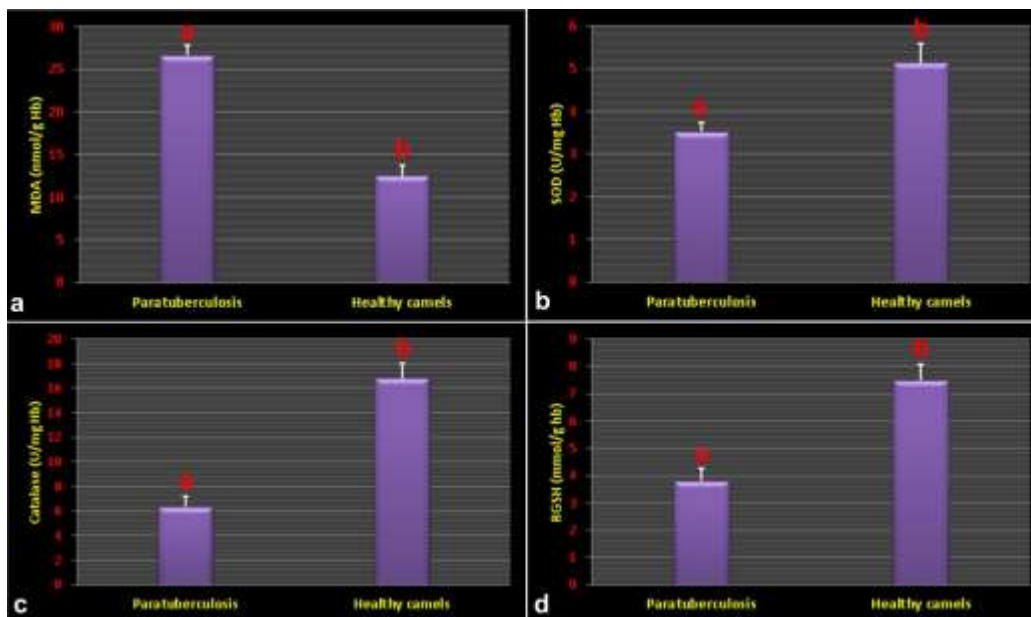 30
a
25
b
20
15
10
5
0
MDA (nmol/g Hb)
Paratuberculosis Healthy camels
a
6
b
5
a
4
3
2
1
0
SOD (U/mg Hb)
Paratuberculosis Healthy camels
b
20
b
18
16
14
12
10
a
8
6
4
2
0
Catalase (U/mg Hb)
Paratuberculosis Healthy camels
c
9
b
8
7
6
5
a
4
3
2
1
0
RGSH (mmol/g hb)
Paratuberculosis Healthy camels
d